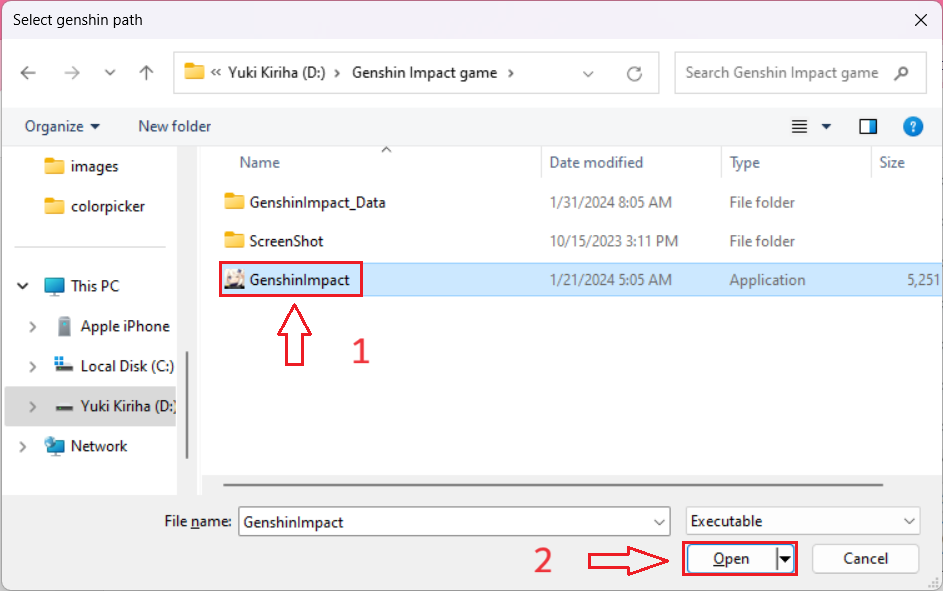 Select genshin path
« Yuki Kiriha (D:) › Genshin Impact game ›
Search Genshin Impact game
Organize
New folder
?
images
colorpicker
This PC
Apple iPhone
Local Disk (C:)
Yuki Kiriha (D:)
Network
Name Date modified Type Size
GenshinImpact_Data 1/31/2024 8:05 AM File folder
ScreenShot 10/15/2023 3:11 PM File folder
GenshinImpact 1/21/2024 5:05 AM Application 5,251
1
File name: GenshinImpact Executable
2
Open Cancel